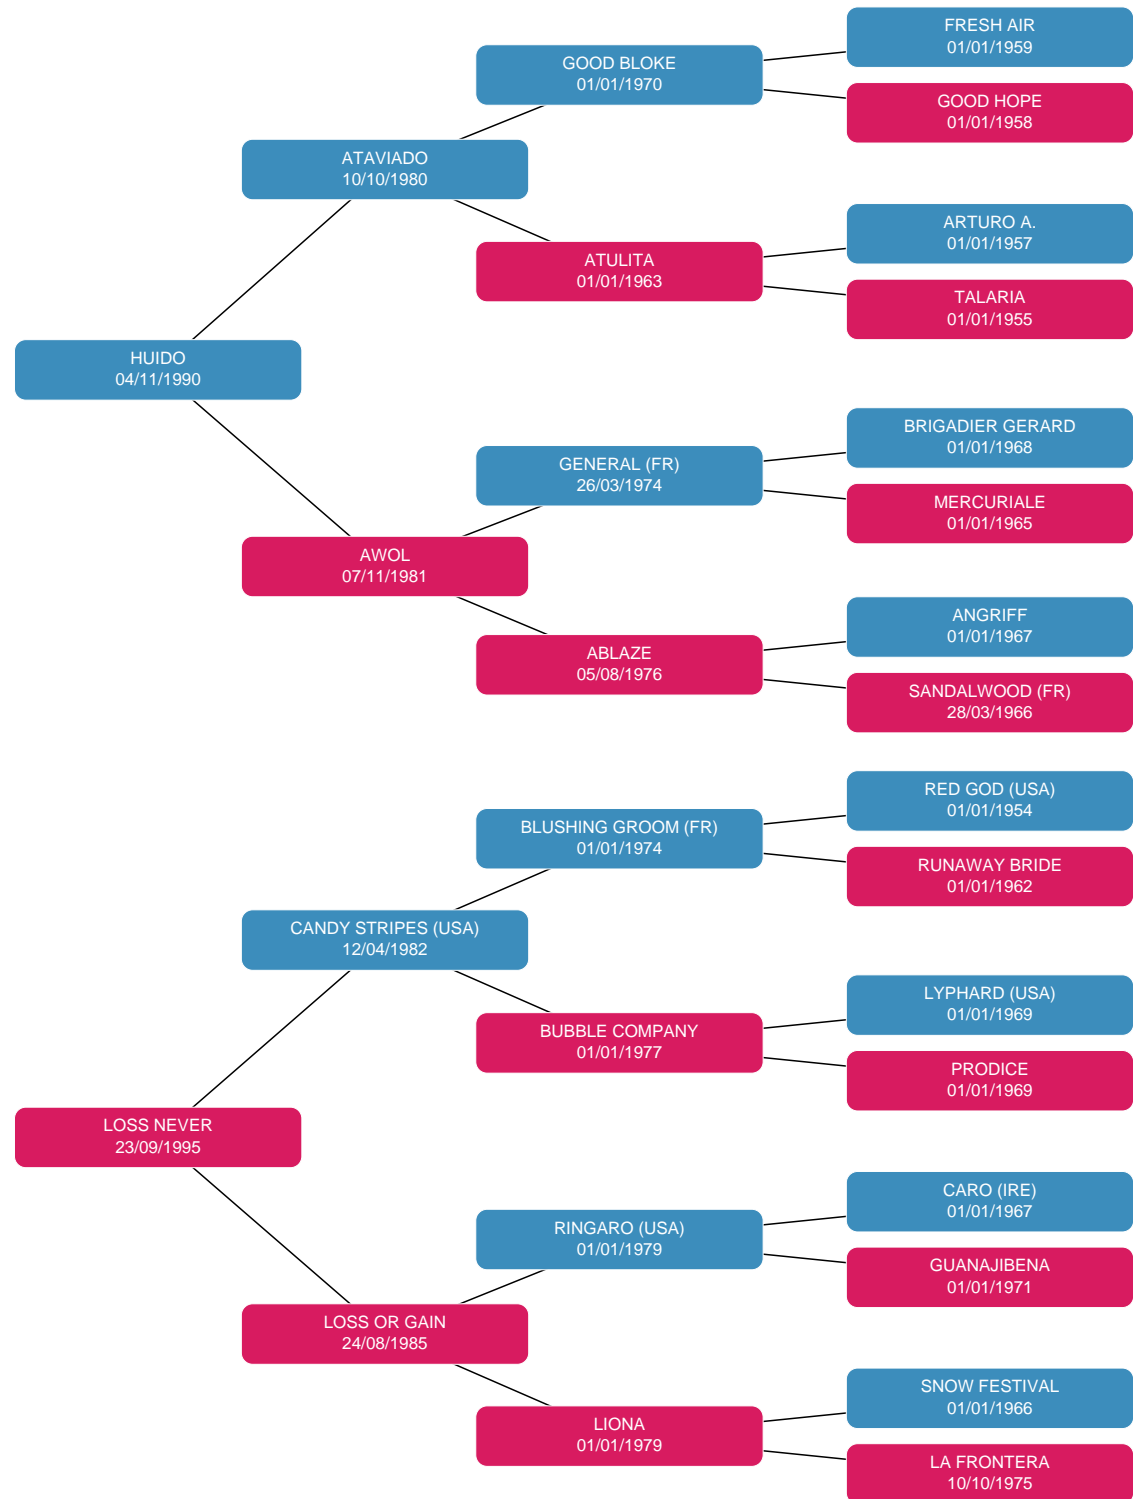 FRESH AIR
01/01/1959
GOOD BLOKE
01/01/1970
GOOD HOPE
01/01/1958
ATAVIADO
10/10/1980
ARTURO A.
01/01/1957
ATULITA
01/01/1963
TALARIA
01/01/1955
HUIDO
04/11/1990
BRIGADIER GERARD
01/01/1968
GENERAL (FR)
26/03/1974
MERCURIALE
01/01/1965
AWOL
07/11/1981
ANGRIFF
01/01/1967
ABLAZE
05/08/1976
SANDALWOOD (FR)
28/03/1966
RED GOD (USA)
01/01/1954
BLUSHING GROOM (FR)
01/01/1974
RUNAWAY BRIDE
01/01/1962
CANDY STRIPES (USA)
12/04/1982
LYPHARD (USA)
01/01/1969
BUBBLE COMPANY
01/01/1977
PRODICE
01/01/1969
LOSS NEVER
23/09/1995
CARO (IRE)
01/01/1967
RINGARO (USA)
01/01/1979
GUANAJIBENA
01/01/1971
LOSS OR GAIN
24/08/1985
SNOW FESTIVAL
01/01/1966
LIONA
01/01/1979
LA FRONTERA
10/10/1975